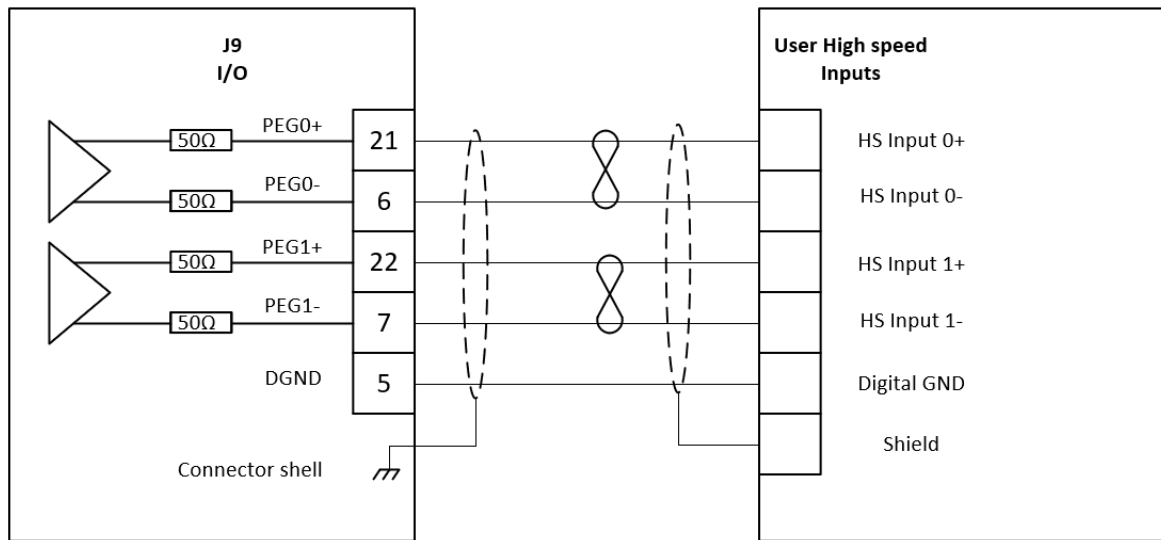 J9
I/O
User High speed
Inputs
50Ω
PEG0+
21
HS Input 0+
50Ω
PEG0-
6
HS Input 0-
50Ω
PEG1+
22
HS Input 1+
50Ω
PEG1-
7
HS Input 1-
DGND
5
Digital GND
Connector shell
Shield